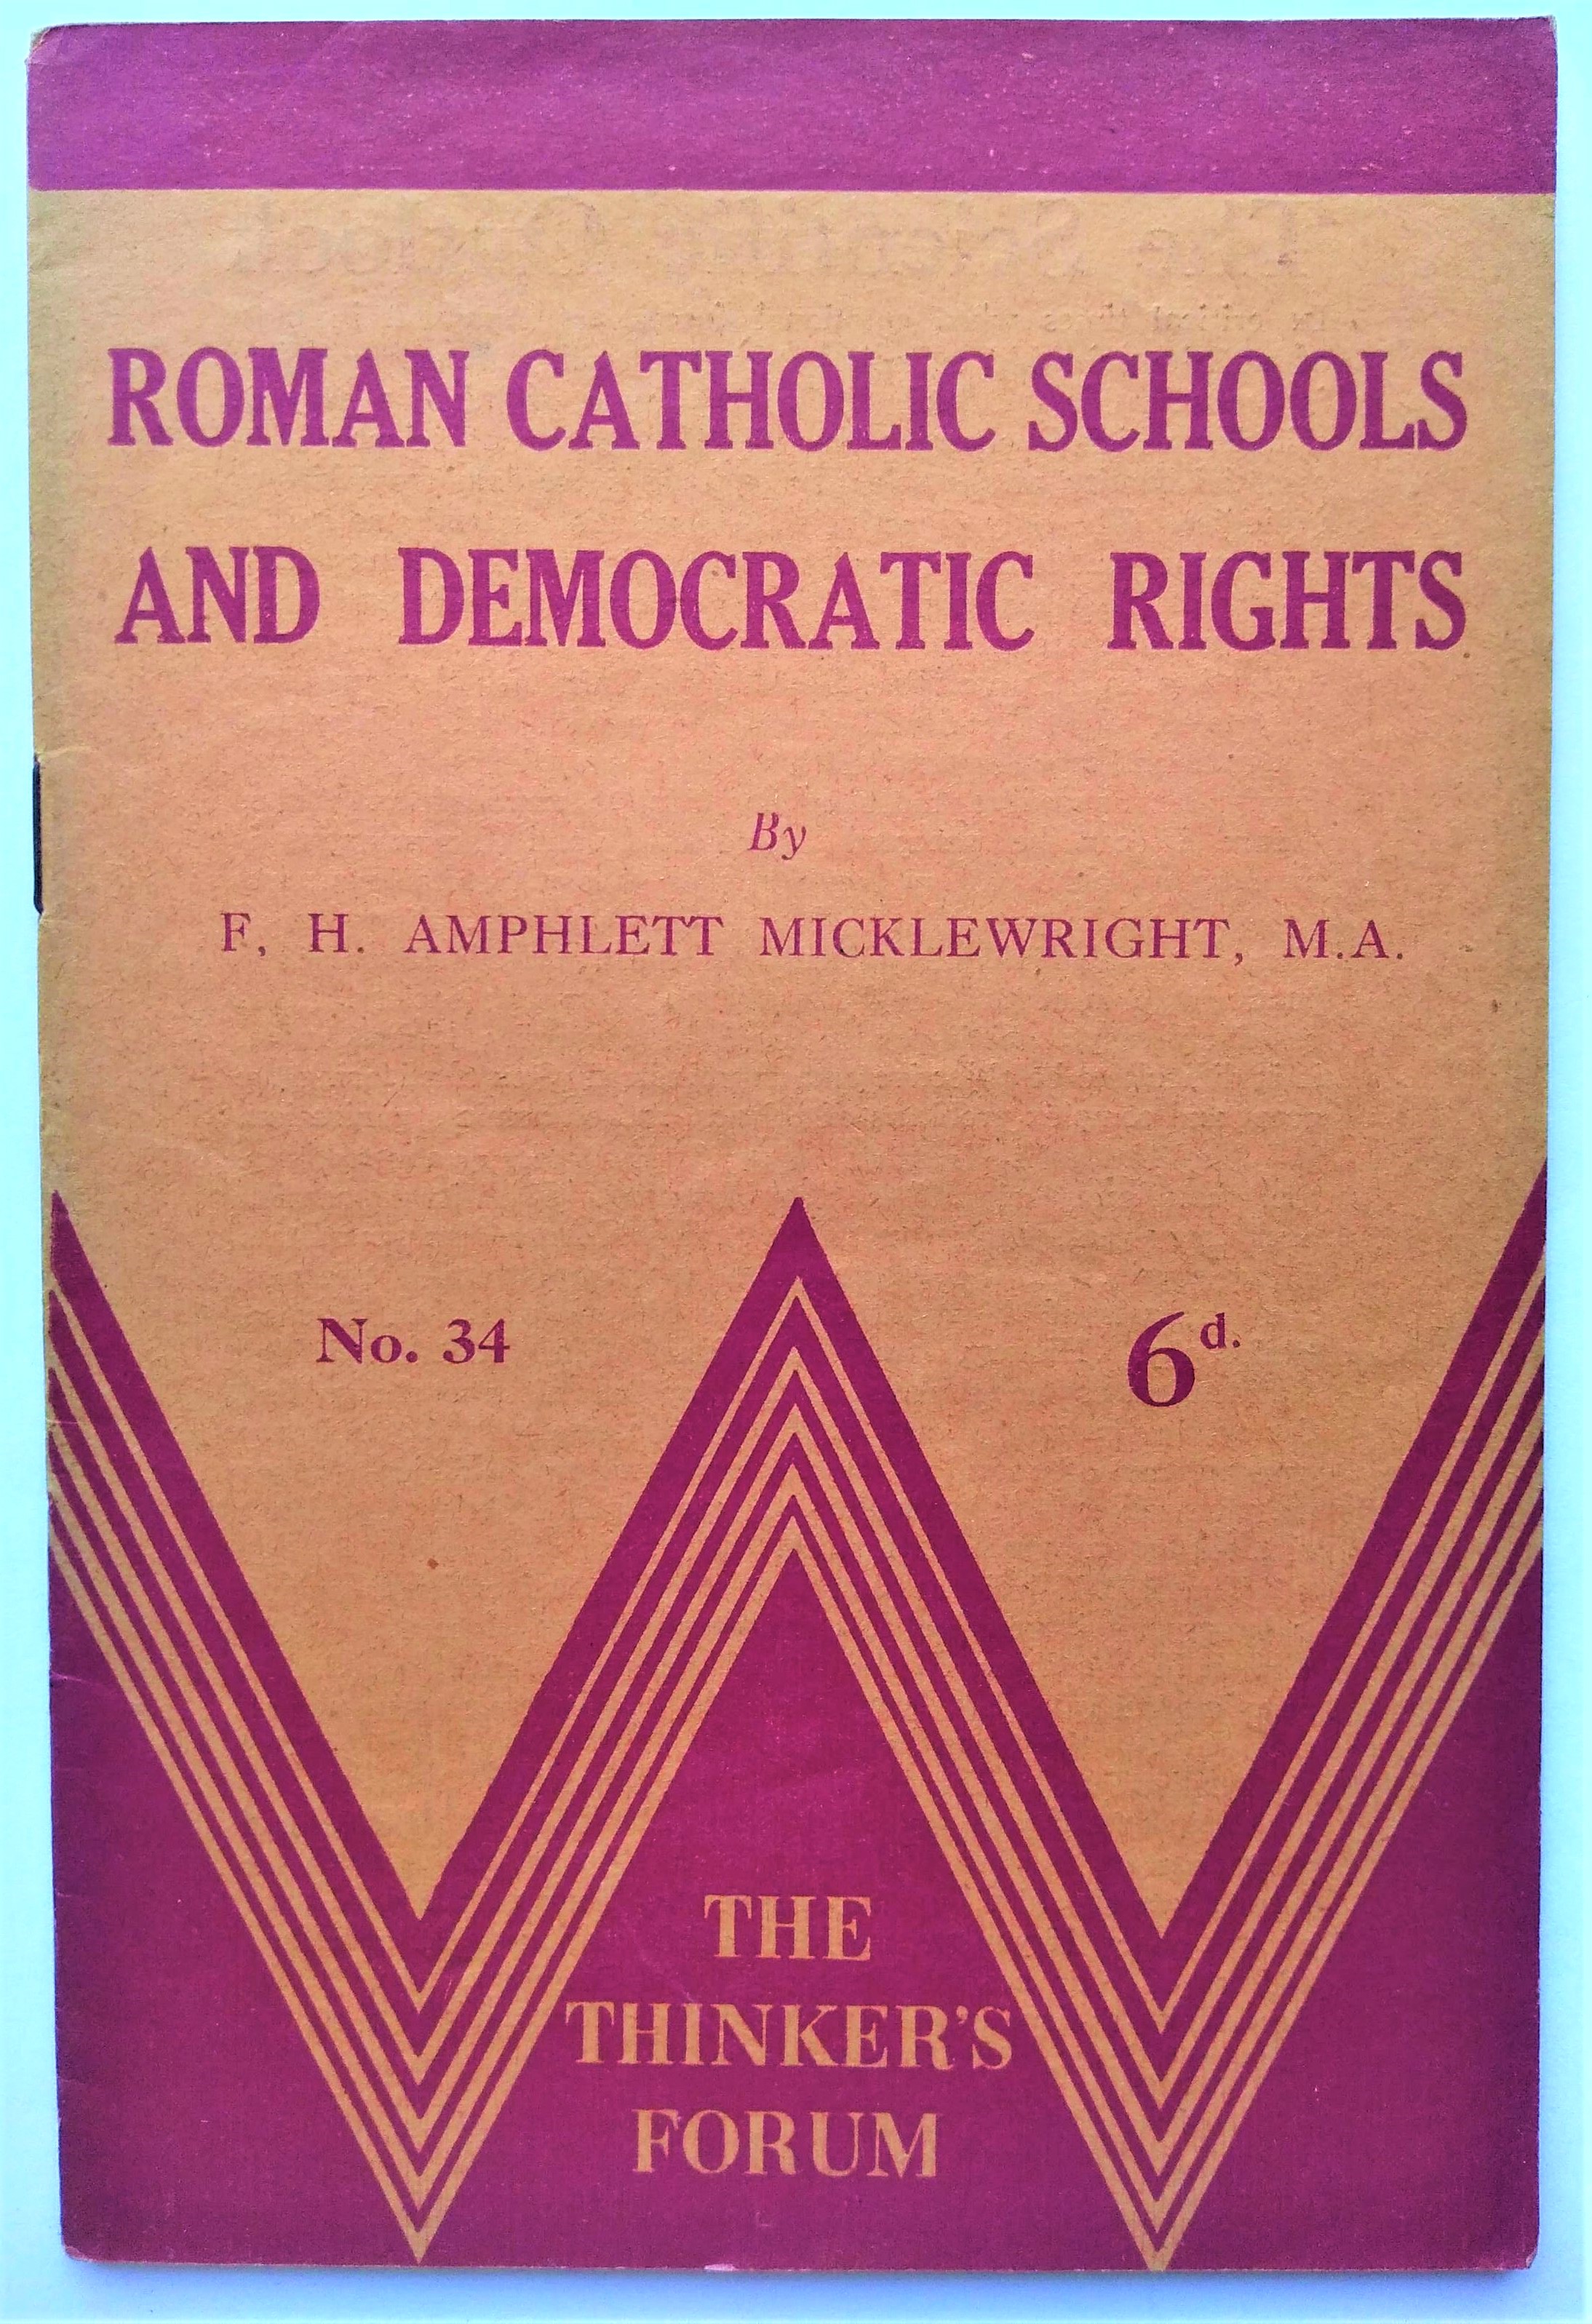 ROMAN CATHOLIC SCHOOLS
AND DEMOCRATIC RIGHTS
By
F. H. AMPHLETT MICKLEWRIGHT, M.A.
No. 34
6d.
THE
THINKER'S
FORUM